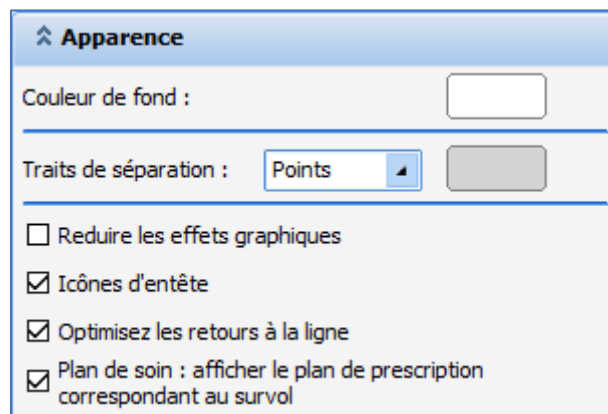 Apparence
Couleur de fond :
Traits de séparation : Points
Reduire les effets graphiques
Icônes d'entête
Optimisez les retours à la ligne
Plan de soin : afficher le plan de prescription
correspondant au survol